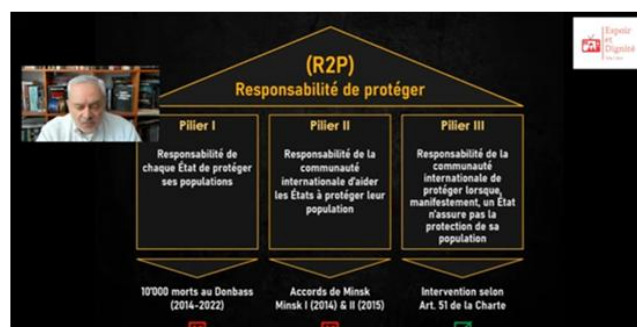 Espoir
et
Dignité
(R2P)
Responsabilité de protéger
Pilier I
Responsabilité de
chaque État de protéger
ses populations
Pilier II
Responsabilité de la
communauté
internationale d'aider
les États à protéger leur
population
Pilier III
Responsabilité de la
communauté
internationale de
protéger lorsque,
manifestement, un État
n'assure pas la
protection de sa
population
10'000 morts au Donbass
(2014-2022)
Accords de Minsk
Minsk I (2014) & II (2015)
Intervention selon
Art. 51 de la Charte